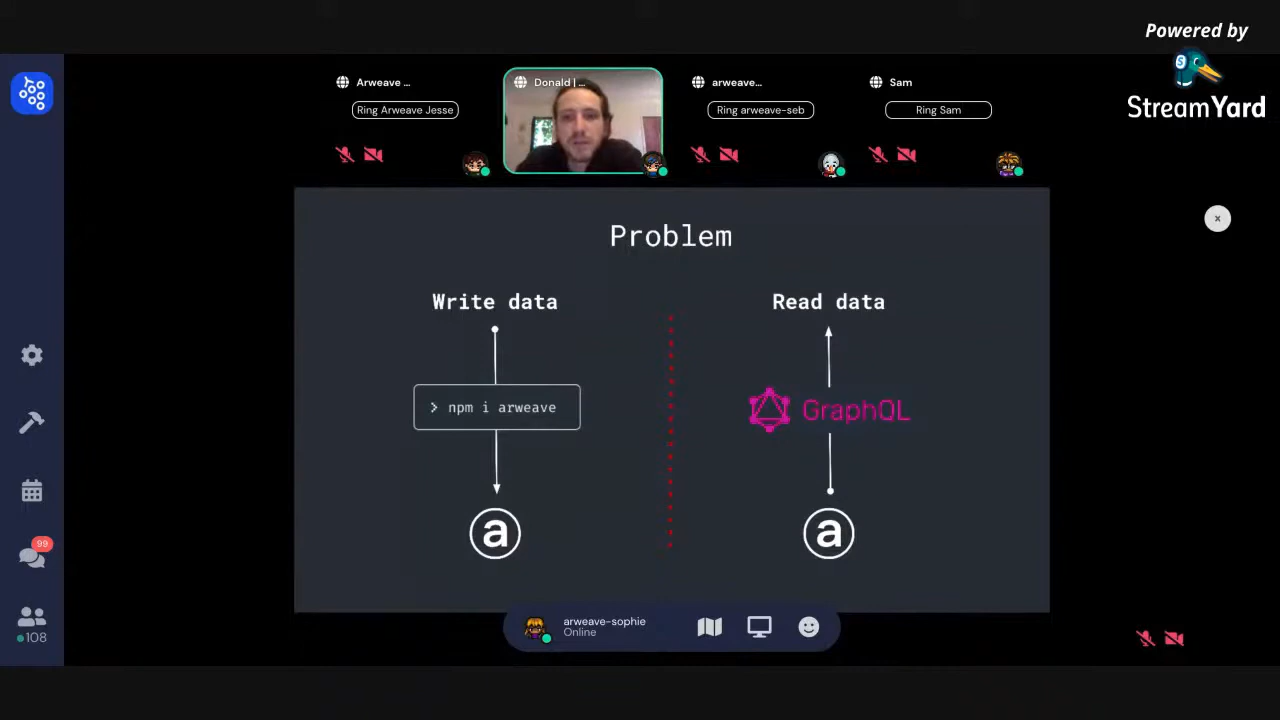 Powered by
StreamYard
Arweave ...
Ring Arweave Jesse
Donald | ...
arweave...
Ring arweave-seb
Sam
Ring Sam
Problem
Write data
Read data
> npm i arweave
GraphQL
a
a
99
108
arweave-sophie
Online